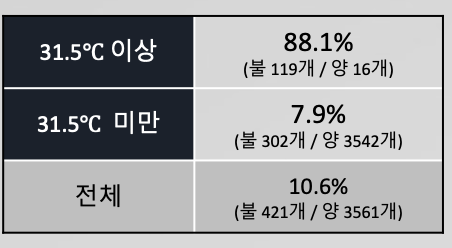 31.5℃ 이상
88.1%
(불 119개 / 양 16개)
31.5℃ 미만
7.9%
(불 302개 / 양 3542개)
전체
10.6%
(불 421개 / 양 3561개)